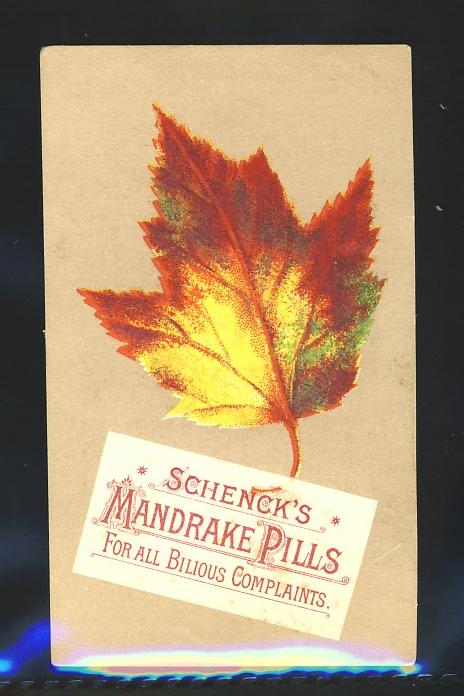 SCHENCK'S
MANDRAKE PILLS
FOR ALL BILIOUS COMPLAINTS.